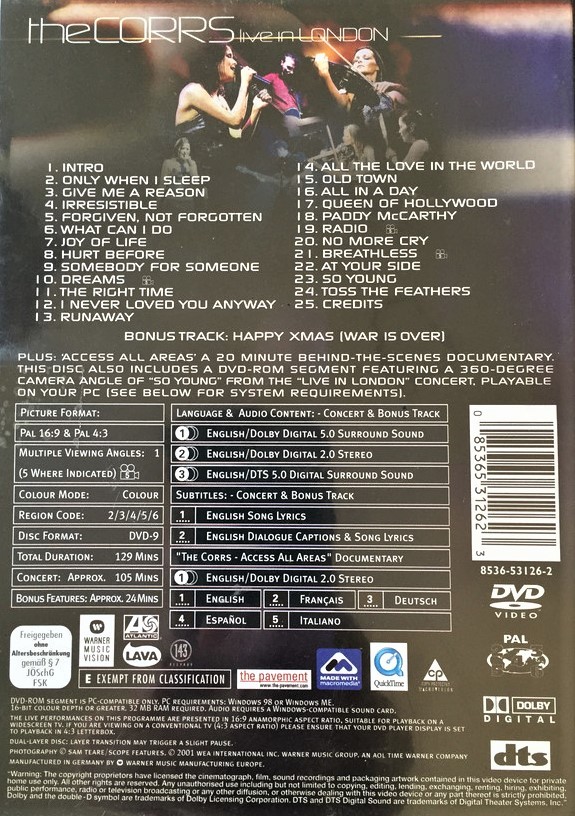 the CORRS live in LONDON
1. INTRO
2. ONLY WHEN I SLEEP
3. GIVE ME A REASON
4. IRRESISTIBLE
5. FORGIVEN, NOT FORGOTTEN
6. WHAT CAN I DO
7. JOY OF LIFE
8. HURT BEFORE
9. SOMEBODY FOR SOMEONE
10. DREAMS
11. THE RIGHT TIME
12. I NEVER LOVED YOU ANYWAY
13. RUNAWAY
14. ALL THE LOVE IN THE WORLD
15. OLD TOWN
16. ALL IN A DAY
17. QUEEN OF HOLLYWOOD
18. PADDY McCARTHY
19. RADIO
20. NO MORE CRY
21. BREATHLESS
22. AT YOUR SIDE
23. SO YOUNG
24. TOSS THE FEATHERS
25. CREDITS
BONUS TRACK: HAPPY XMAS (WAR IS OVER)
PLUS: 'ACCESS ALL AREAS' A 20 MINUTE BEHIND-THE-SCENES DOCUMENTARY.
THIS DISC ALSO INCLUDES A DVD-ROM SEGMENT FEATURING A 360-DEGREE
CAMERA ANGLE OF "SO YOUNG" FROM THE "LIVE IN LONDON" CONCERT, PLAYABLE
ON YOUR PC (SEE BELOW FOR SYSTEM REQUIREMENTS).
PICTURE FORMAT:
PAL 16:9 & PAL 4:3
MULTIPLE VIEWING ANGLES: 1
(5 WHERE INDICATED)
COLOUR MODE: COLOUR
REGION CODE: 2/3/4/5/6
DISC FORMAT: DVD-9
TOTAL DURATION: 129 MINS
CONCERT: APPROX. 105 MINS
BONUS FEATURES: APPROX. 24 MINS
LANGUAGE & AUDIO CONTENT: - CONCERT & BONUS TRACK
1 ENGLISH/DOLBY DIGITAL 5.0 SURROUND SOUND
2 ENGLISH/DOLBY DIGITAL 2.0 STEREO
3 ENGLISH/DTS 5.0 DIGITAL SURROUND SOUND
SUBTITLES: - CONCERT & BONUS TRACK
1 ENGLISH SONG LYRICS
2 ENGLISH DIALOGUE CAPTIONS & SONG LYRICS
"THE CORRS - ACCESS ALL AREAS" DOCUMENTARY
1 ENGLISH/DOLBY DIGITAL 2.0 STEREO
1 ENGLISH 2 FRANÇAIS 3 DEUTSCH
4 ESPAÑOL 5 ITALIANO
0 85365 31262 3
8536-53126-2
DVD
VIDEO
PAL
DOLBY
DIGITAL
dts
Freigegeben
ohne
Altersbeschränkung
gemäß § 7
JÖSchG
FSK
WARNER
MUSIC
VISION
ATLANTIC
LAVA
143
RECORDS
E EXEMPT FROM CLASSIFICATION
the pavement
www.the pavement.com
MADE WITH
macromedia
QuickTime
DVD-ROM SEGMENT IS PC-COMPATIBLE ONLY, PC REQUIREMENTS: WINDOWS 98 OR WINDOWS ME.
16-BIT COLOUR DEPTH OR GREATER. 32 MB RAM REQUIRED. AUDIO REQUIRES A WINDOWS-COMPATIBLE SOUND CARD.
THE LIVE PERFORMANCES ON THIS PROGRAMME ARE PRESENTED IN 16:9 ANAMORPHIC ASPECT RATIO, SUITABLE FOR PLAYBACK ON A
WIDESCREEN TV. IF YOU ARE VIEWING ON A CONVENTIONAL TV (4:3 ASPECT RATIO) PLEASE ENSURE THAT YOUR DVD PLAYER DISPLAY IS SET
TO PLAYBACK IN 4:3 LETTERBOX.
DUAL-LAYER DISC: LAYER TRANSITION MAY TRIGGER A SLIGHT PAUSE.
PHOTOGRAPHY © SAM TEARE/SCOPE FEATURES. © 2001 WEA INTERNATIONAL INC. WARNER MUSIC GROUP. AN AOL TIME WARNER COMPANY
MANUFACTURED IN GERMANY BY WARNER MUSIC MANUFACTURING EUROPE.
"Warning: The copyright proprietors have licensed the cinematograph, film, sound recordings and packaging artwork contained in this video device for private
home use only. All other rights are reserved. Any unauthorised use including but not limited to copying, editing, lending, exchanging, renting, hiring, exhibiting,
public performance, radio or television broadcasting or any other diffusion, or otherwise dealing with this video device or any part thereof is strictly prohibited.
Dolby and the double-D symbol are trademarks of Dolby Licensing Corporation. DTS and DTS Digital Sound are trademarks of Digital Theater Systems, Inc."